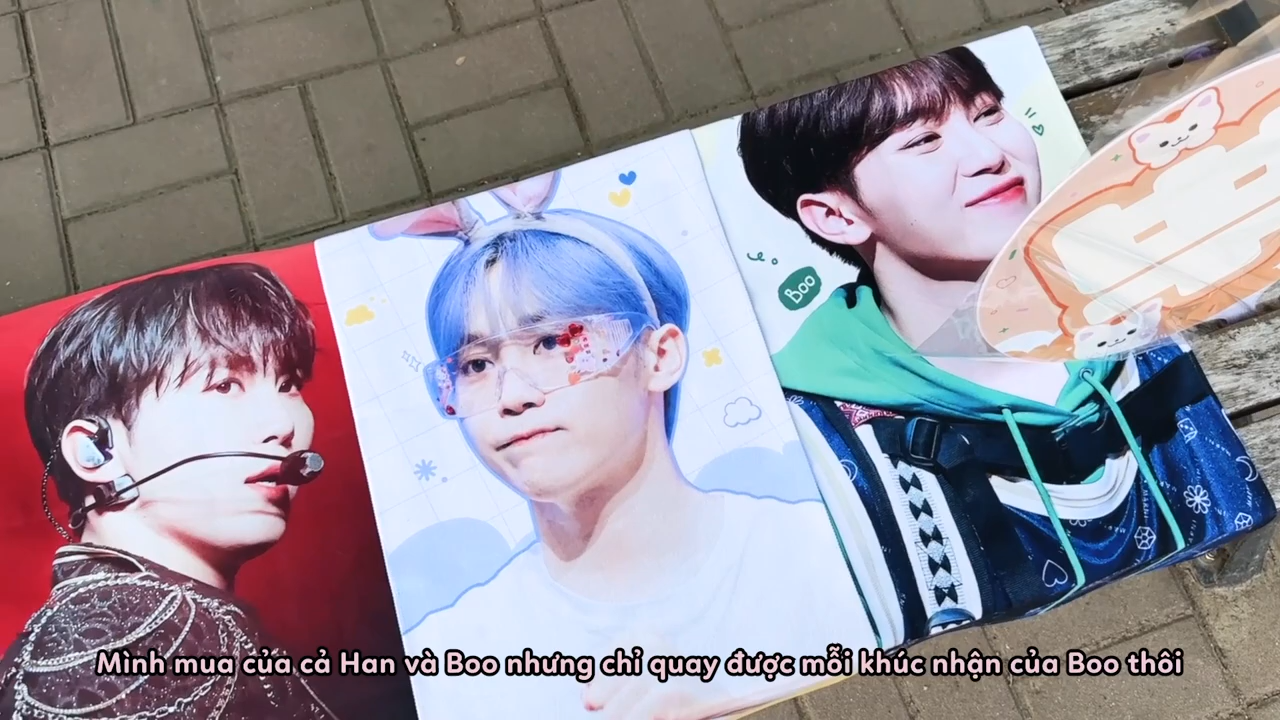 Boo
Mình mua của cả Han và Boo nhưng chỉ quay được mỗi khúc nhận của Boo thôi